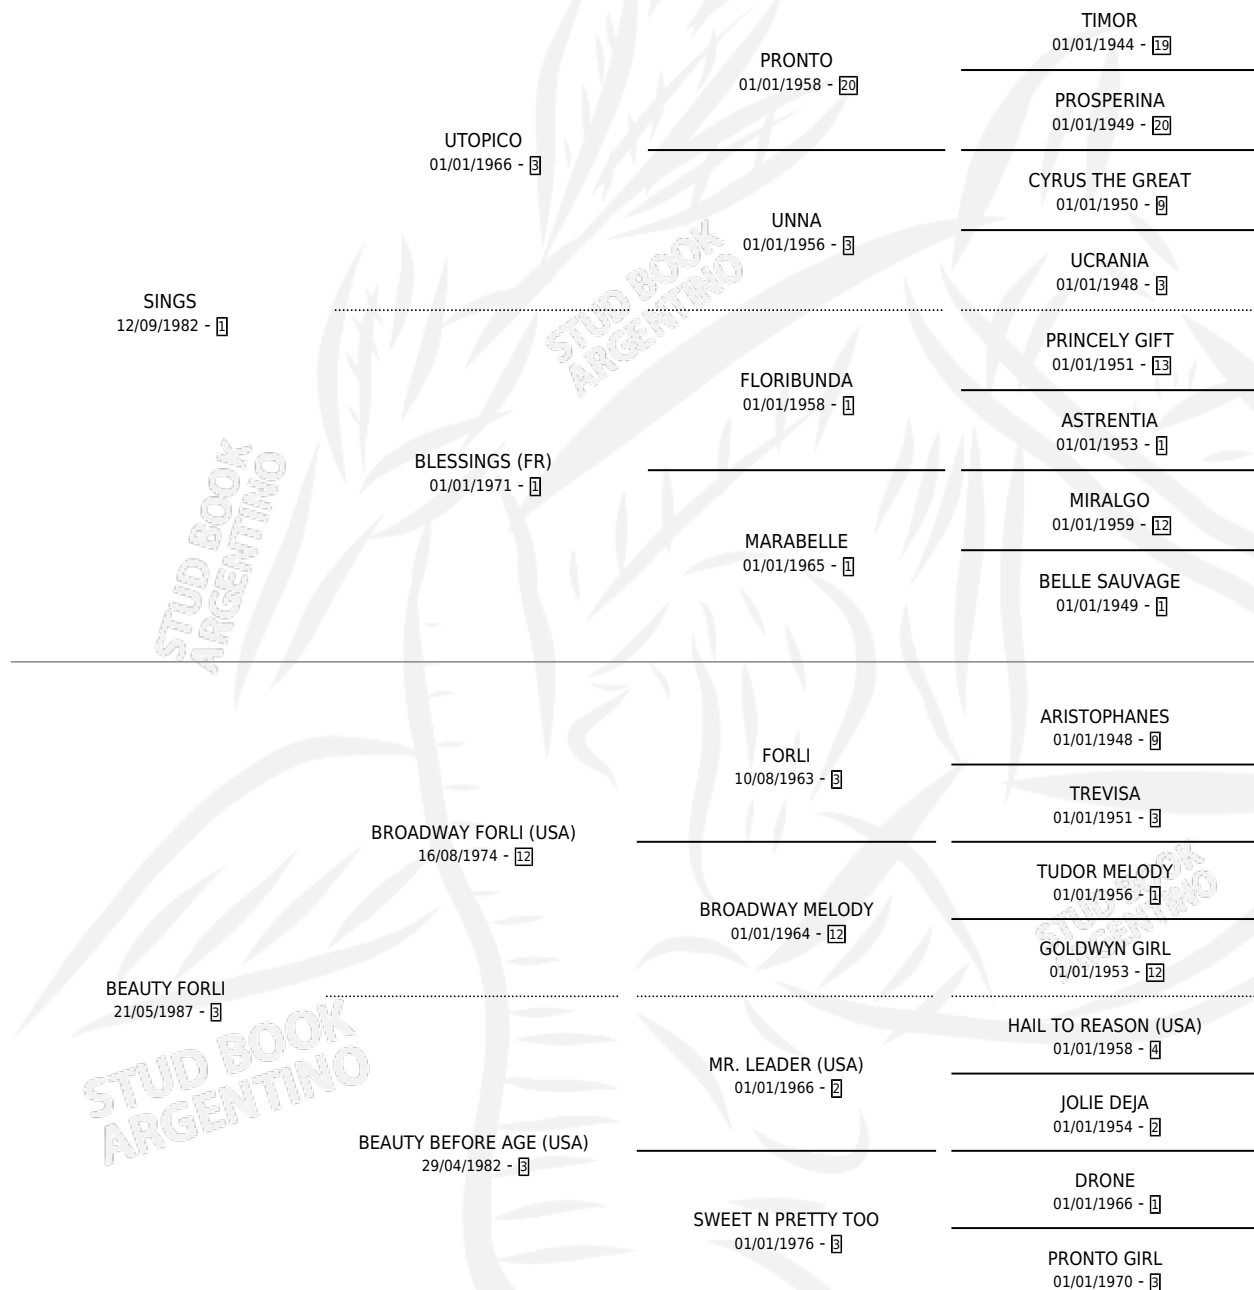 TIMOR
01/01/1944 - 19
PRONTO
01/01/1958 - 20
PROSPERINA
01/01/1949 - 20
UTOPICO
01/01/1966 - 3
CYRUS THE GREAT
01/01/1950 - 9
UNNA
01/01/1956 - 3
UCRANIA
01/01/1948 - 3
SINGS
12/09/1982 - 1
PRINCELY GIFT
01/01/1951 - 13
FLORIBUNDA
01/01/1958 - 1
ASTRENTIA
01/01/1953 - 1
BLESSINGS (FR)
01/01/1971 - 1
MIRALGO
01/01/1959 - 12
MARABELLE
01/01/1965 - 1
BELLE SAUVAGE
01/01/1949 - 1
STUD BOOK
ARGENTINO
STUD BOOK
ARGENTINO
ARISTOPHANES
01/01/1948 - 9
FORLI
10/08/1963 - 3
TREVISA
01/01/1951 - 3
BROADWAY FORLI (USA)
16/08/1974 - 12
TUDOR MELODY
01/01/1956 - 1
BROADWAY MELODY
01/01/1964 - 12
GOLDWYN GIRL
01/01/1953 - 12
BEAUTY FORLI
21/05/1987 - 3
HAIL TO REASON (USA)
01/01/1958 - 4
MR. LEADER (USA)
01/01/1966 - 2
JOLIE DEJA
01/01/1954 - 2
BEAUTY BEFORE AGE (USA)
29/04/1982 - 3
DRONE
01/01/1966 - 1
SWEET N PRETTY TOO
01/01/1976 - 3
PRONTO GIRL
01/01/1970 - 3
STUD BOOK
ARGENTINO
STUD BOOK
ARGENTINO